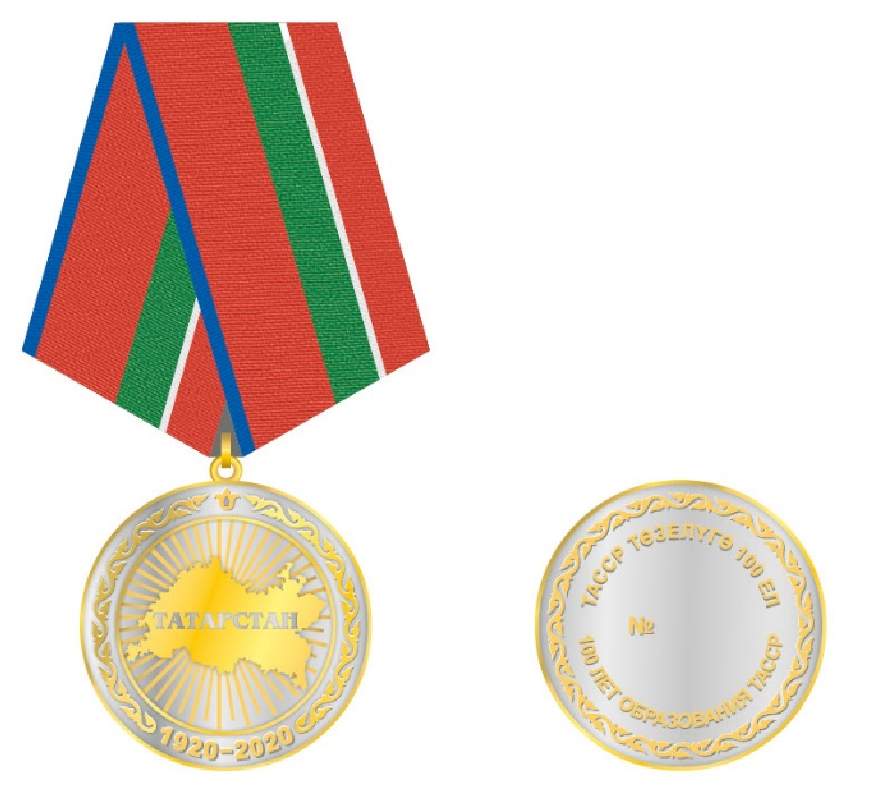 ТАТАРСТАН
1920-2020
ТАССР ТӨЗЕЛҮГӘ 100 ЕЛ
№
100 ЛЕТ ОБРАЗОВАНИЯ ТАССР